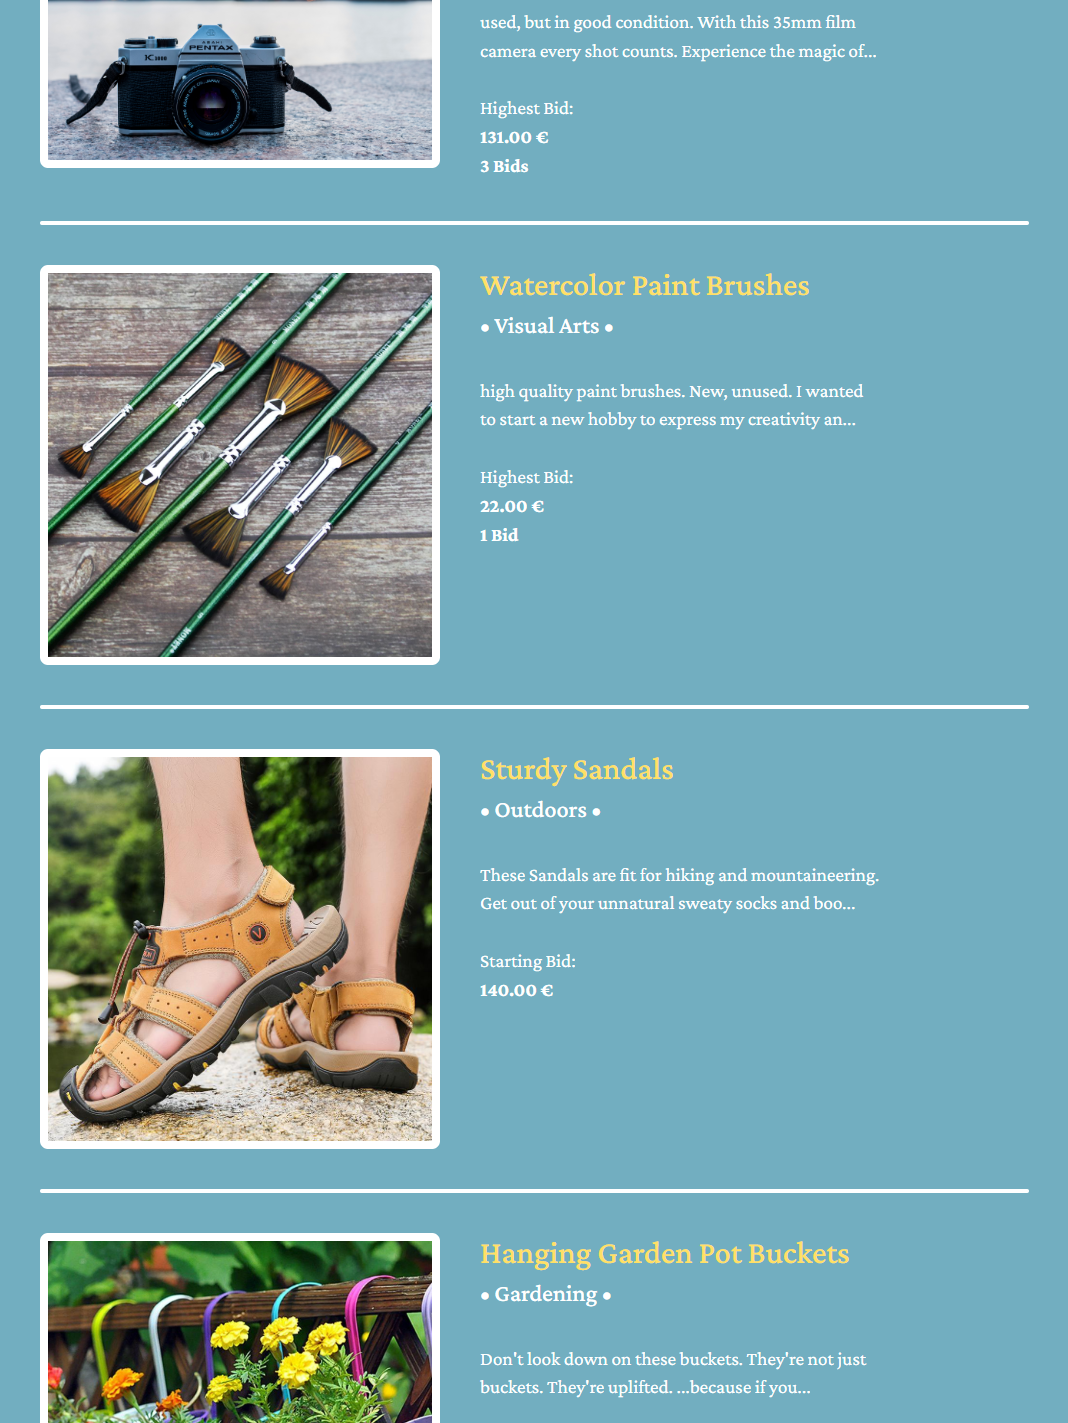 used, but in good condition. With this 35mm film
camera every shot counts. Experience the magic of...
ASAHI
PENTAX
K1000
Highest Bid:
131.00 €
3 Bids
Watercolor Paint Brushes
• Visual Arts •
high quality paint brushes. New, unused. I wanted
to start a new hobby to express my creativity an...
Highest Bid:
22.00 €
1 Bid
Sturdy Sandals
• Outdoors •
These Sandals are fit for hiking and mountaineering.
Get out of your unnatural sweaty socks and boo...
Starting Bid:
140.00 €
Hanging Garden Pot Buckets
• Gardening •
Don't look down on these buckets. They're not just
buckets. They're uplifted. ...because if you...